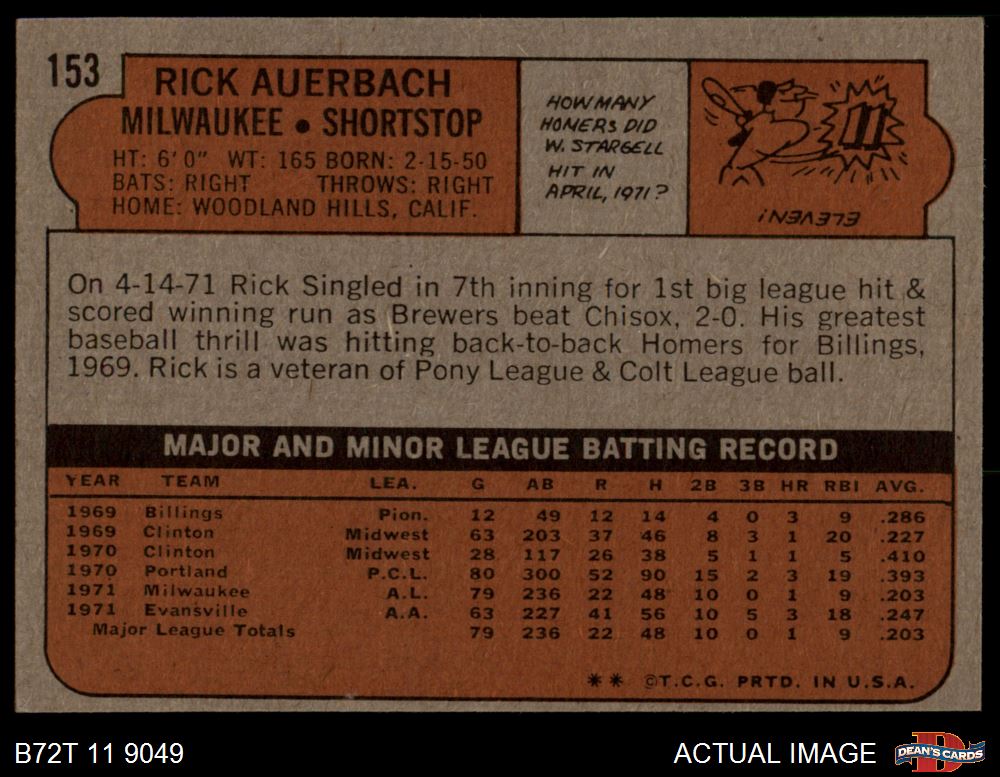 153
RICK AUERBACH
MILWAUKEE • SHORTSTOP
HT: 6'0" WT: 165 BORN: 2-15-50
BATS: RIGHT THROWS: RIGHT
HOME: WOODLAND HILLS, CALIF.
HOW MANY
HOMERS DID
W. STARGELL
HIT IN
APRIL, 1971?
11
ELEVEN!
On 4-14-71 Rick Singled in 7th inning for 1st big league hit &
scored winning run as Brewers beat Chisox, 2-0. His greatest
baseball thrill was hitting back-to-back Homers for Billings,
1969. Rick is a veteran of Pony League & Colt League ball.
MAJOR AND MINOR LEAGUE BATTING RECORD
YEAR TEAM LEA. G AB R H 2B 3B HR RBI AVG.
1969 Billings Pion. 12 49 12 14 4 0 3 9 .286
1969 Clinton Midwest 63 203 37 46 8 3 1 20 .227
1970 Clinton Midwest 28 117 26 38 5 1 1 5 .410
1970 Portland P.C.L. 80 300 52 90 15 2 3 19 .393
1971 Milwaukee A.L. 79 236 22 48 10 0 1 9 .203
1971 Evansville A.A. 63 227 41 56 10 5 3 18 .247
Major League Totals 79 236 22 48 10 0 1 9 .203
** ©T.C.G. PRTD. IN U.S.A.
B72T 11 9049 ACTUAL IMAGE
D
DEAN'S CARDS